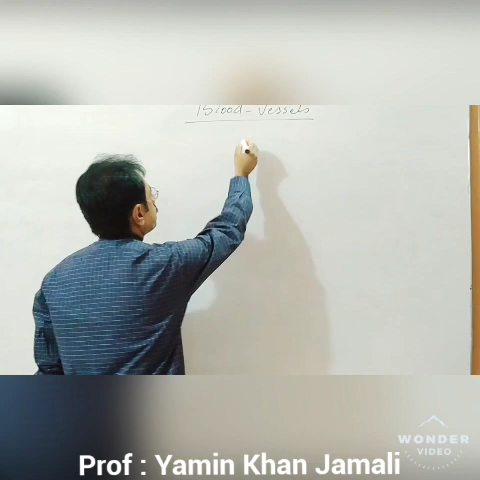 Blood - Vessels
WONDER
VIDEO
Prof : Yamin Khan Jamali